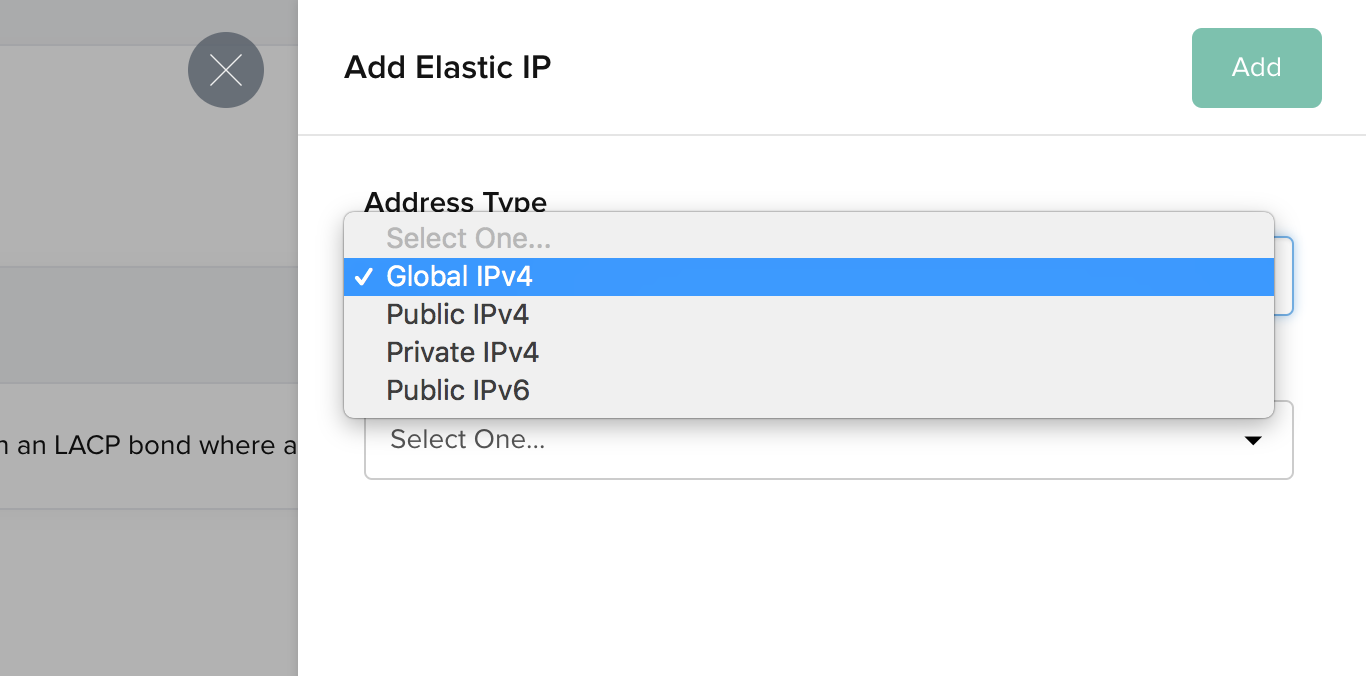 Add Elastic IP
Add
Address Type
Select One...
✓ Global IPv4
Public IPv4
Private IPv4
Public IPv6
Select One...
an LACP bond where a